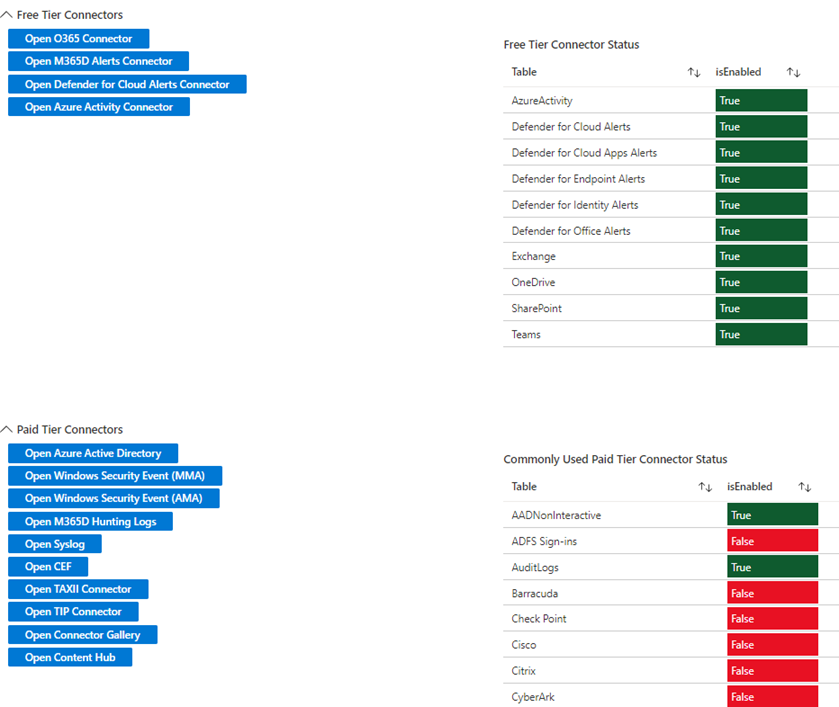 Free Tier Connectors
Open O365 Connector
Open M365D Alerts Connector
Open Defender for Cloud Alerts Connector
Open Azure Activity Connector
Free Tier Connector Status
Table isEnabled
AzureActivity True
Defender for Cloud Alerts True
Defender for Cloud Apps Alerts True
Defender for Endpoint Alerts True
Defender for Identity Alerts True
Defender for Office Alerts True
Exchange True
OneDrive True
SharePoint True
Teams True
Paid Tier Connectors
Open Azure Active Directory
Open Windows Security Event (MMA)
Open Windows Security Event (AMA)
Open M365D Hunting Logs
Open Syslog
Open CEF
Open TAXII Connector
Open TIP Connector
Open Connector Gallery
Open Content Hub
Commonly Used Paid Tier Connector Status
Table isEnabled
AADNonInteractive True
ADFS Sign-ins False
AuditLogs True
Barracuda False
Check Point False
Cisco False
Citrix False
CyberArk False